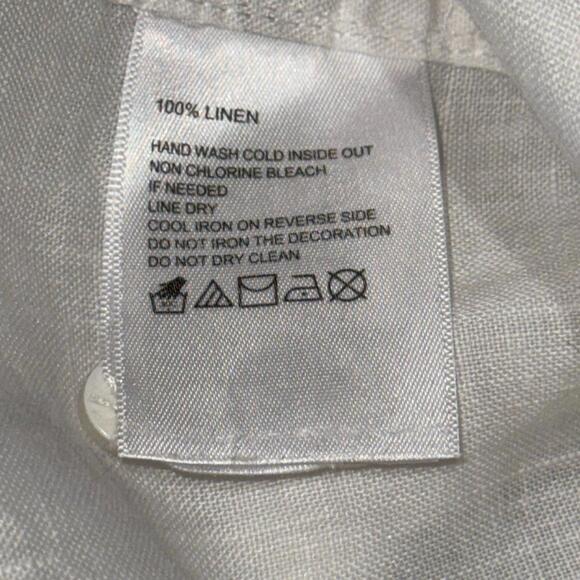 100% LINEN
HAND WASH COLD INSIDE OUT
NON CHLORINE BLEACH
IF NEEDED
LINE DRY
COOL IRON ON REVERSE SIDE
DO NOT IRON THE DECORATION
DO NOT DRY CLEAN